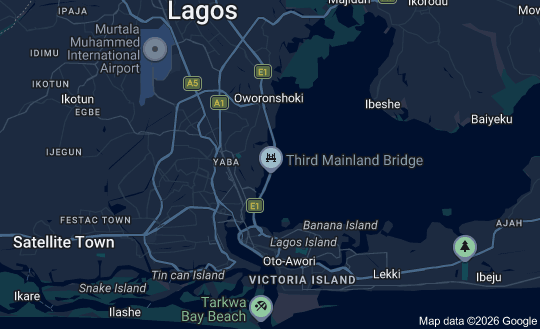 IPAJA
Lagos
Majidun
Ikorodu
Mow
Murtala
Muhammed
International
Airport
IDIMU
IKOTUN
Ikotun
EGBE
A5
E1
A1
Oworonshoki
Ibeshe
Baiyeku
IJEGUN
YABA
Third Mainland Bridge
E1
FESTAC TOWN
Satellite Town
Banana Island
Lagos Island
AJAH
Oto-Awori
Tin can Island
VICTORIA ISLAND
Lekki
Ibeju
Snake Island
Ikare
Ilashe
Tarkwa
Bay Beach
Map data ©2026 Google